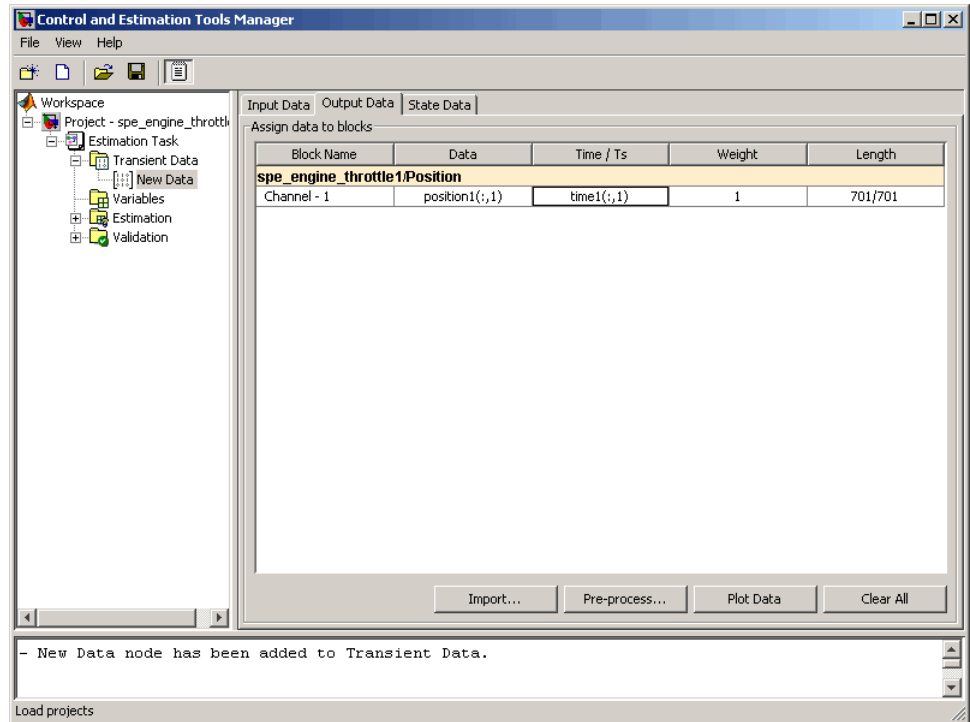 Control and Estimation Tools Manager
File View Help
Workspace
Project - spe_engine_throttl
Estimation Task
Transient Data
New Data
Variables
Estimation
Validation
Input Data Output Data State Data
Assign data to blocks
Block Name Data Time / Ts Weight Length
spe_engine_throttle1/Position
Channel - 1 position1(:,1) time1(:,1) 1 701/701
Import... Pre-process... Plot Data Clear All
- New Data node has been added to Transient Data.
Load projects